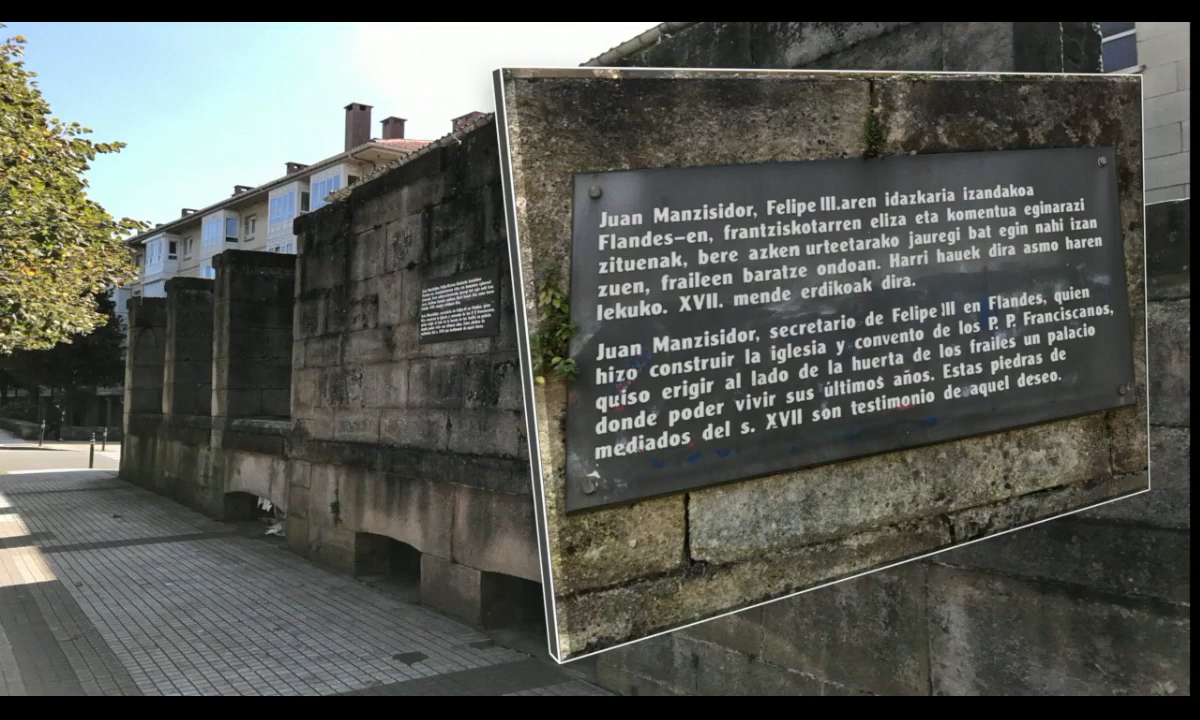 Juan Manzisidor, Felipe III.aren idazkaria izandakoa
Flandes-en, frantziskotarren eliza eta komentua eginarazi
zituenak, bere azken urteetarako jauregi bat egin nahi izan
zuen, fraileen baratze ondoan. Harri hauek dira asmo haren
lekuko. XVII. mende erdikoak dira.
Juan Manzisidor, secretario de Felipe III en Flandes, quien
hizo construir la iglesia y convento de los P. P. Franciscanos,
quiso erigir al lado de la huerta de los frailes un palacio
donde poder vivir sus últimos años. Estas piedras de
mediados del s. XVII son testimonio de aquel deseo.